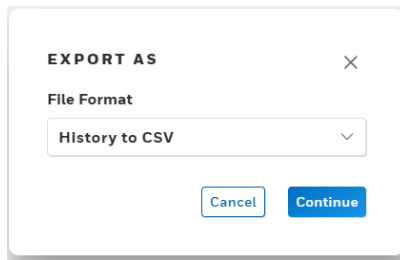 EXPORT AS
File Format
History to CSV
Cancel
Continue